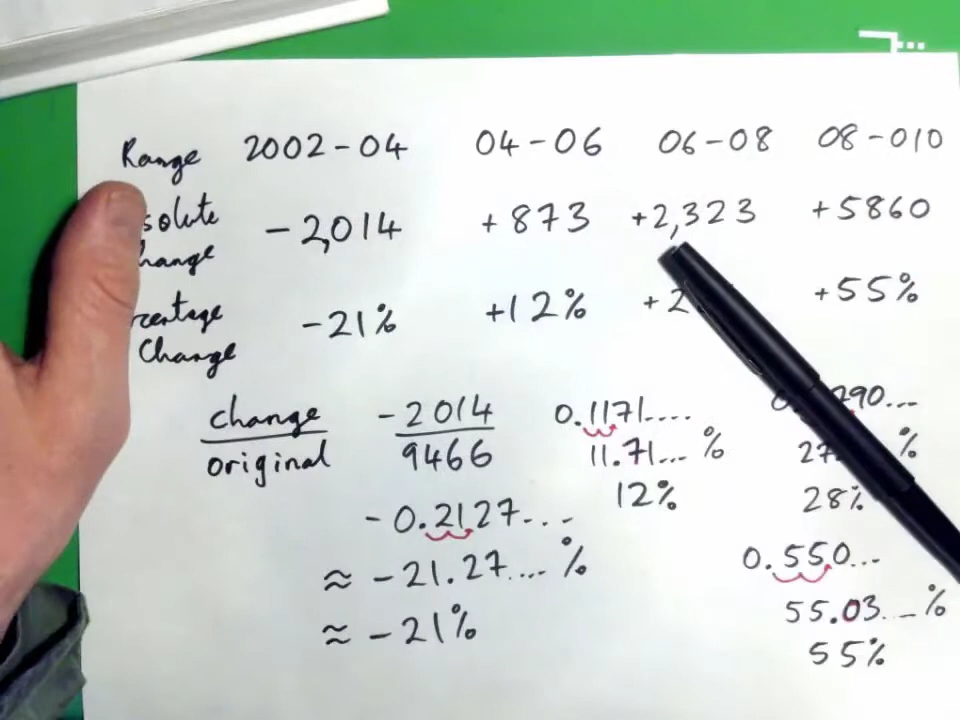 Range 2002-04 04-06 06-08 08-010
-2,014 +873 +2,323 +5860
-21% +12% +2 +55%
Change
change -2014 0.1171....
original 9466 11.71... % %
12% 28%
-0.2127... 0.550...
≈ -21.27.... % 55.03...%
≈ -21% 55%